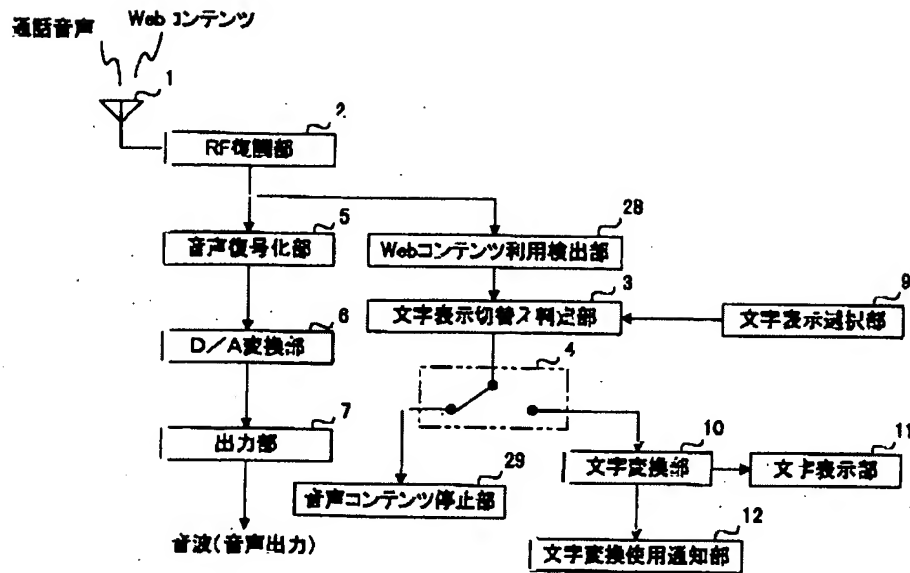 通話音声
Webコンテンツ
1
2
RF復調部
5
音声復号化部
28
Webコンテンツ利用検出部
3
文字表示切替え判定部
9
文字表示選択部
6
D/A変換部
4
7
出力部
10
文字変換部
11
文字表示部
29
音声コンテンツ停止部
音波(音声出力)
12
文字変換使用通知部